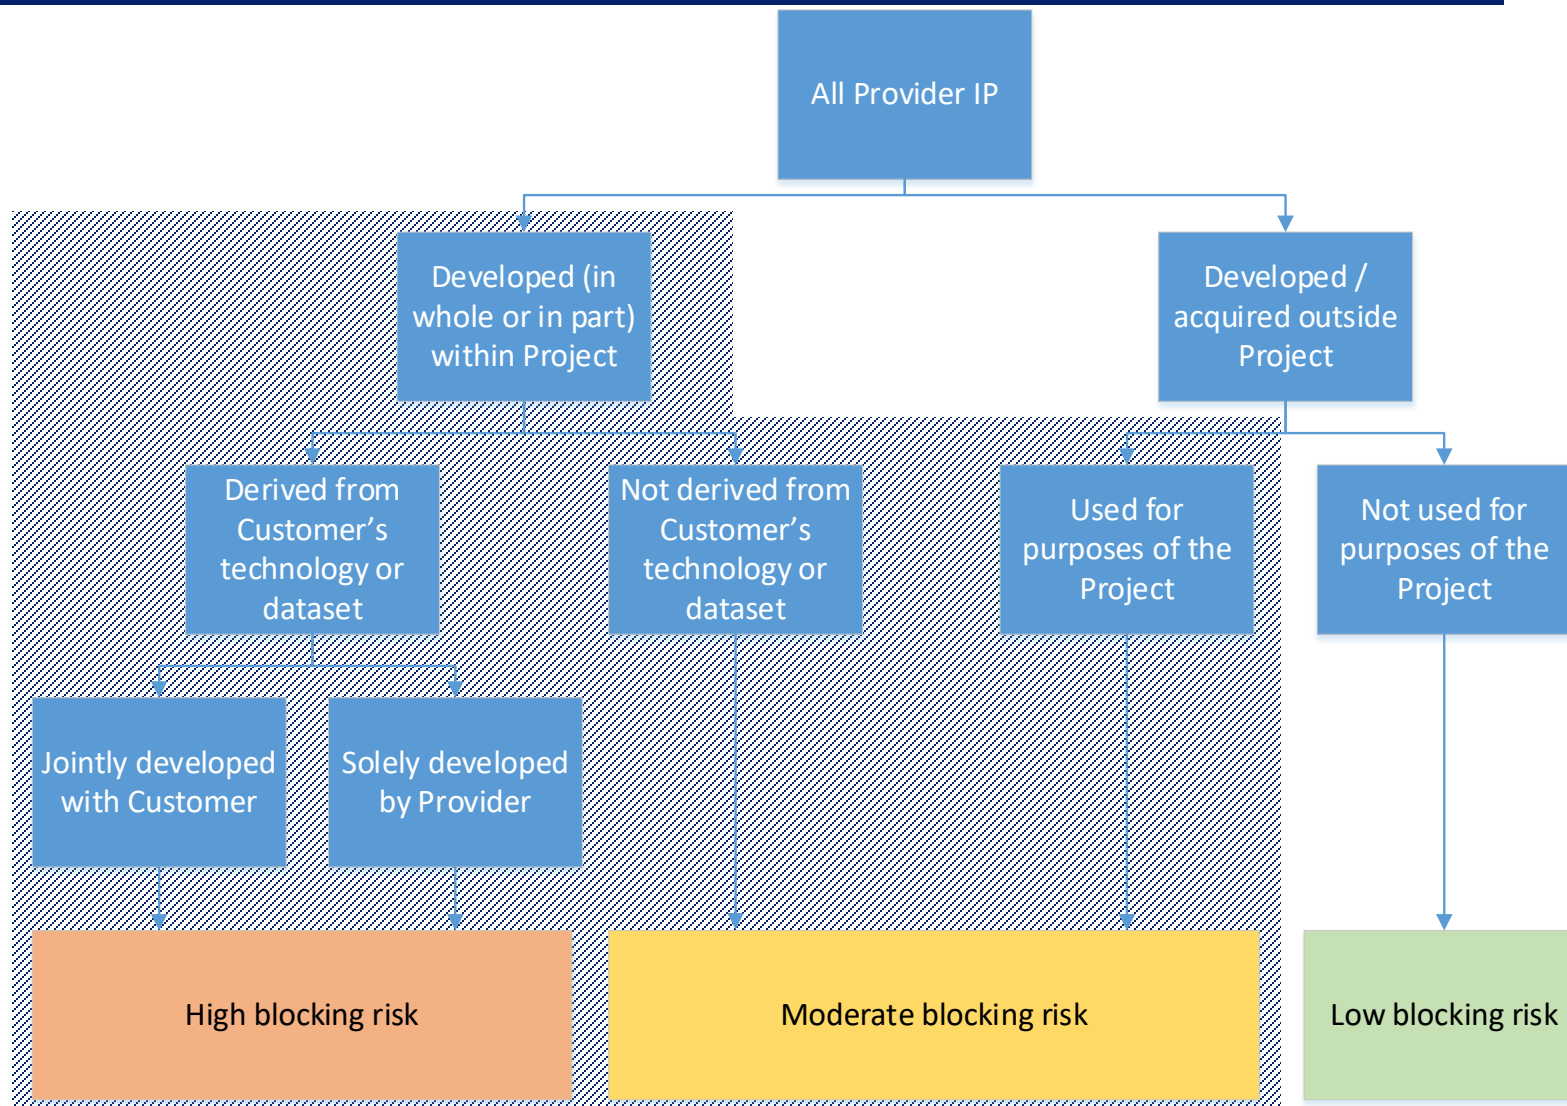 All Provider IP
Developed (in
whole or in part)
within Project
Developed /
acquired outside
Project
Derived from
Customer’s
technology or
dataset
Not derived from
Customer’s
technology or
dataset
Used for
purposes of the
Project
Not used for
purposes of the
Project
Jointly developed
with Customer
Solely developed
by Provider
High blocking risk
Moderate blocking risk
Low blocking risk